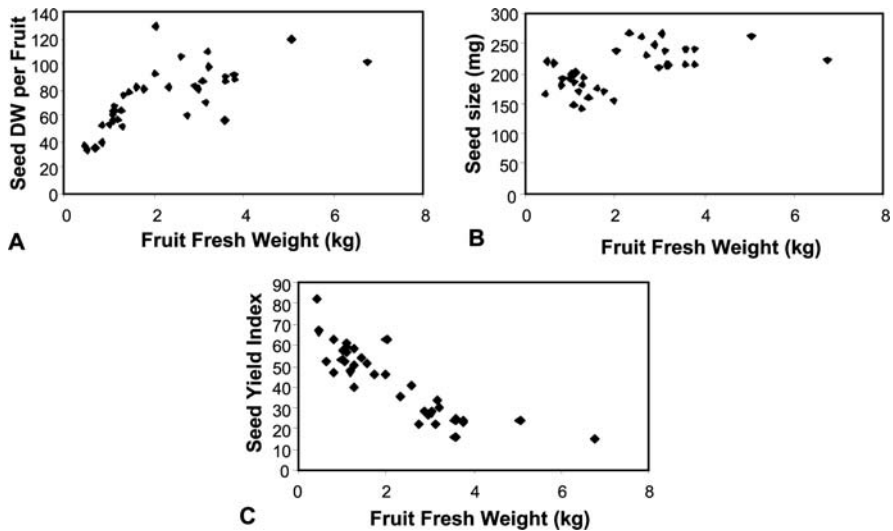 Seed DW per Fruit
140
120
100
80
60
40
20
0
0 2 4 6 8
Fruit Fresh Weight (kg)
A
Seed size (mg)
300
250
200
150
100
50
0
0 2 4 6 8
Fruit Fresh Weight (kg)
B
Seed Yield Index
90
80
70
60
50
40
30
20
10
0
0 2 4 6 8
Fruit Fresh Weight (kg)
C